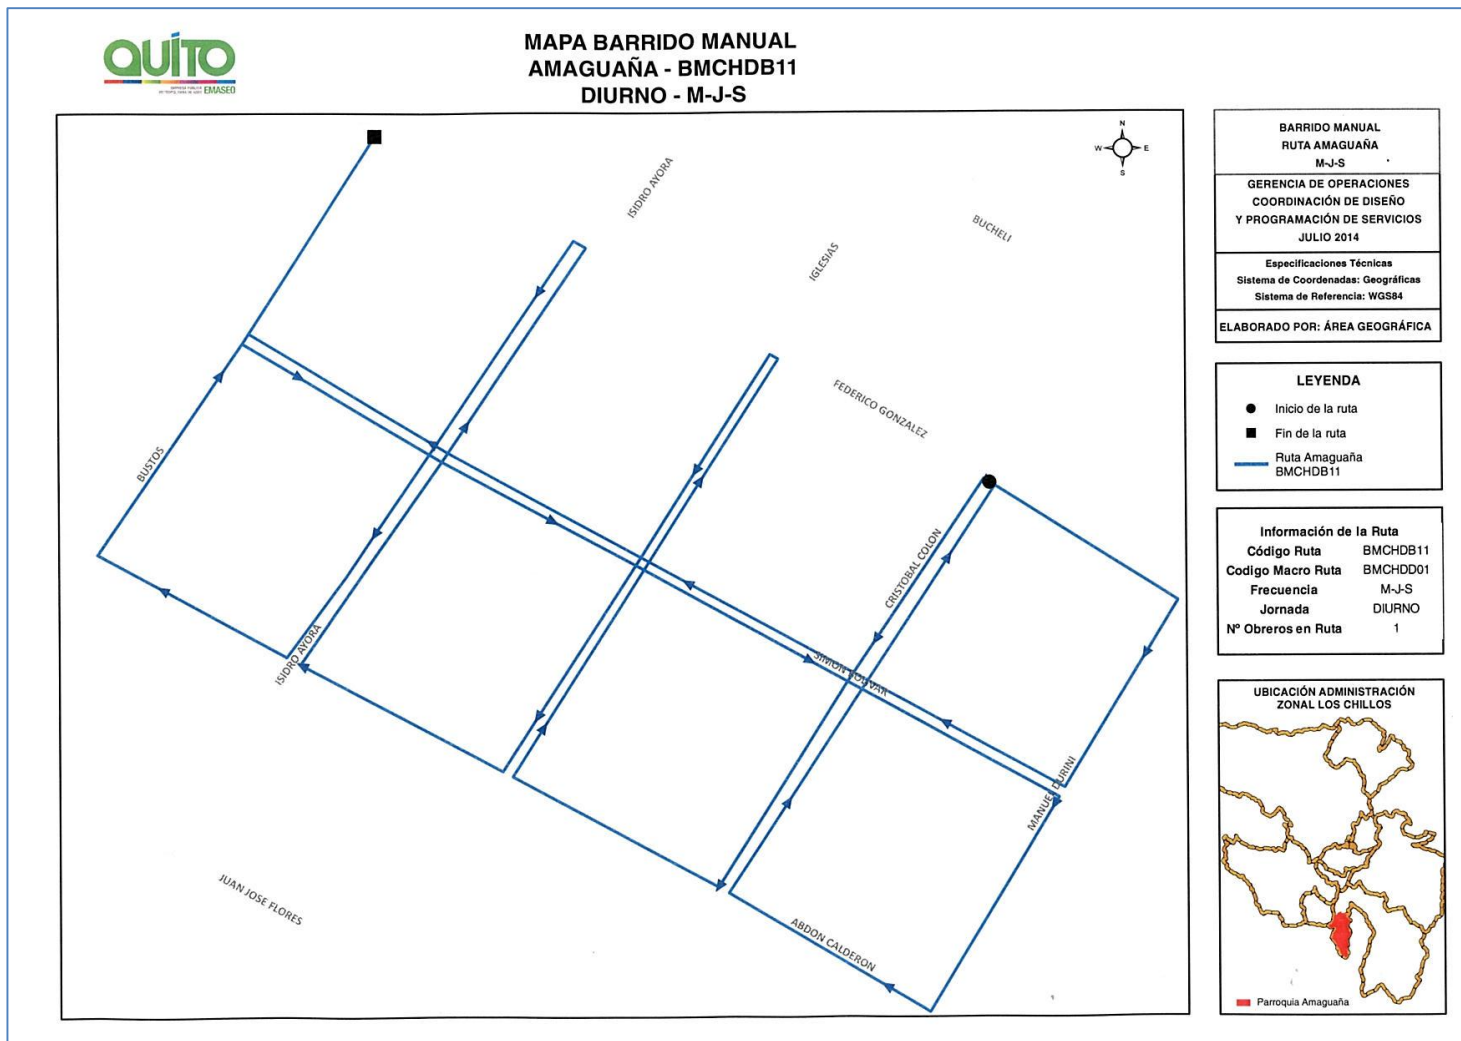 QUITO
EMASEO
MAPA BARRIDO MANUAL
AMAGUAÑA - BMCHDB11
DIURNO - M-J-S
N
W
E
S
ISIDRO AYORA
BUCHELI
IGLESIAS
FEDERICO GONZALEZ
BUSTOS
CRISTOBAL COLON
ISIDRO AYORA
SIMON BOLIVAR
MANUEL DURINI
JUAN JOSE FLORES
ABDON CALDERON
BARRIDO MANUAL
RUTA AMAGUAÑA
M-J-S
GERENCIA DE OPERACIONES
COORDINACIÓN DE DISEÑO
Y PROGRAMACIÓN DE SERVICIOS
JULIO 2014
Especificaciones Técnicas
Sistema de Coordenadas: Geográficas
Sistema de Referencia: WGS84
ELABORADO POR: ÁREA GEOGRÁFICA
LEYENDA
Inicio de la ruta
Fin de la ruta
Ruta Amaguaña
BMCHDB11
Información de la Ruta
Código Ruta BMCHDB11
Codigo Macro Ruta BMCHDD01
Frecuencia M-J-S
Jornada DIURNO
Nº Obreros en Ruta 1
UBICACIÓN ADMINISTRACIÓN
ZONAL LOS CHILLOS
Parroquia Amaguaña